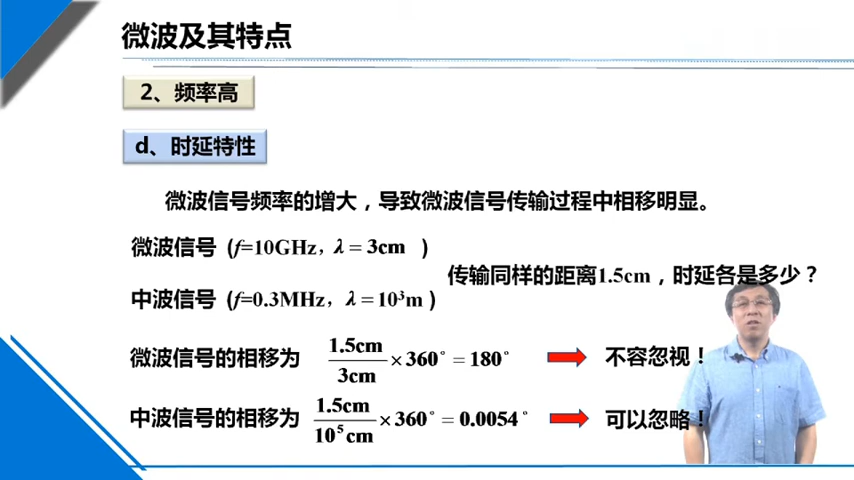 微波及其特点
2、频率高
d、时延特性
微波信号频率的增大，导致微波信号传输过程中相移明显。
微波信号 (f=10GHz, λ = 3cm )
传输同样的距离1.5cm，时延各是多少？
中波信号 (f=0.3MHz, λ = 10³m )
微波信号的相移为 1.5cm/3cm × 360° = 180° 不容忽视！
中波信号的相移为 1.5cm/10⁵cm × 360° = 0.0054° 可以忽略！